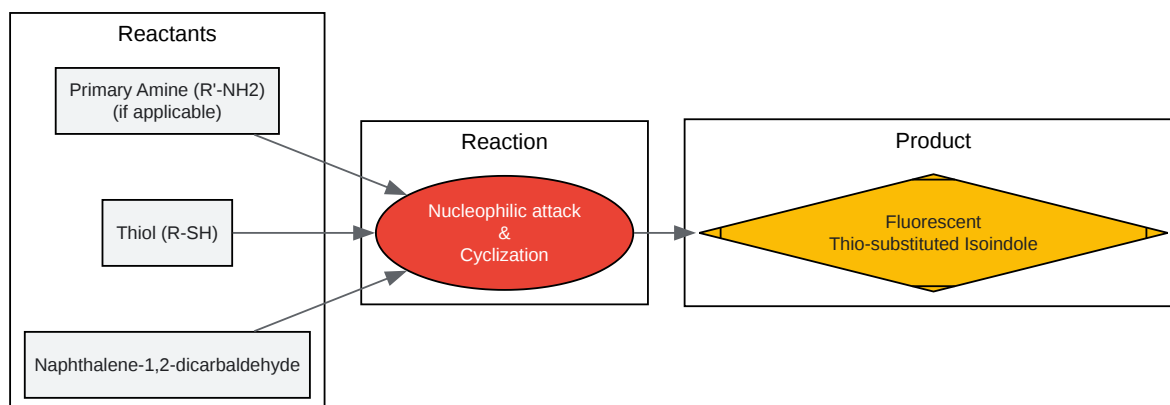 Reactants
Primary Amine (R'-NH2)
(if applicable)
Thiol (R-SH)
Naphthalene-1,2-dicarbaldehyde
Reaction
Nucleophilic attack
&
Cyclization
Product
Fluorescent
Thio-substituted Isoindole